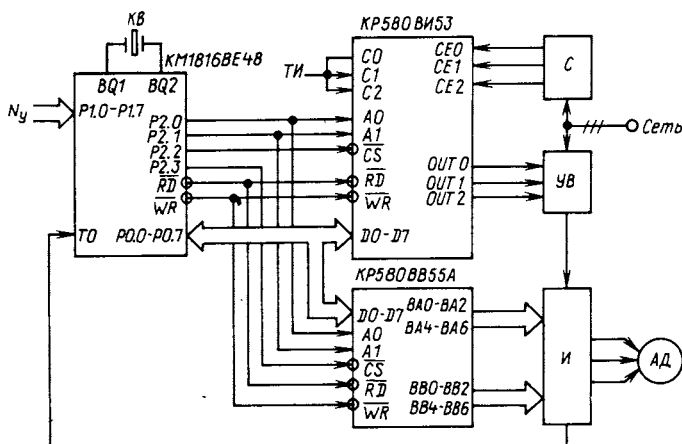 КВ
КМ1816ВЕ48
BQ1 BQ2
Nу
P1.0-P1.7
P2.0
P2.1
P2.2
P2.3
RD
WR
T0 P0.0-P0.7
КР580ВИ53
ТИ
C0
C1
C2
A0
A1
CS
RD
WR
D0-D7
CE0
CE1
CE2
OUT 0
OUT 1
OUT 2
С
Сеть
УВ
КР580ВВ55А
D0-D7
A0
A1
CS
RD
WR
BA0-BA2
BA4-BA6
BB0-BB2
BB4-BB6
И
АД